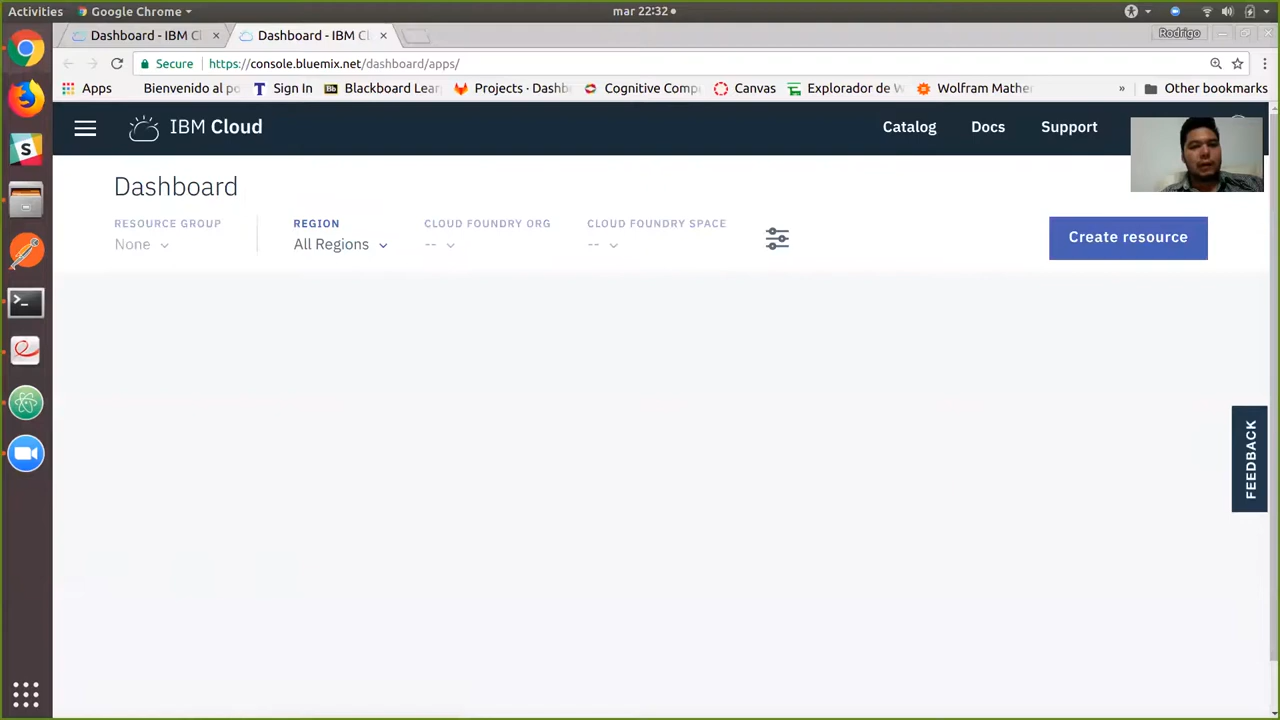 Activities Google Chrome mar 22:32
Dashboard - IBM Cl Dashboard - IBM Cl Rodrigo
Secure https://console.bluemix.net/dashboard/apps/
Apps Bienvenido al po Sign In Blackboard Lear Projects · Dashb Cognitive Comp Canvas Explorador de W Wolfram Mathe » Other bookmarks
IBM Cloud Catalog Docs Support
Dashboard
RESOURCE GROUP REGION CLOUD FOUNDRY ORG CLOUD FOUNDRY SPACE
None All Regions -- --
Create resource
FEEDBACK